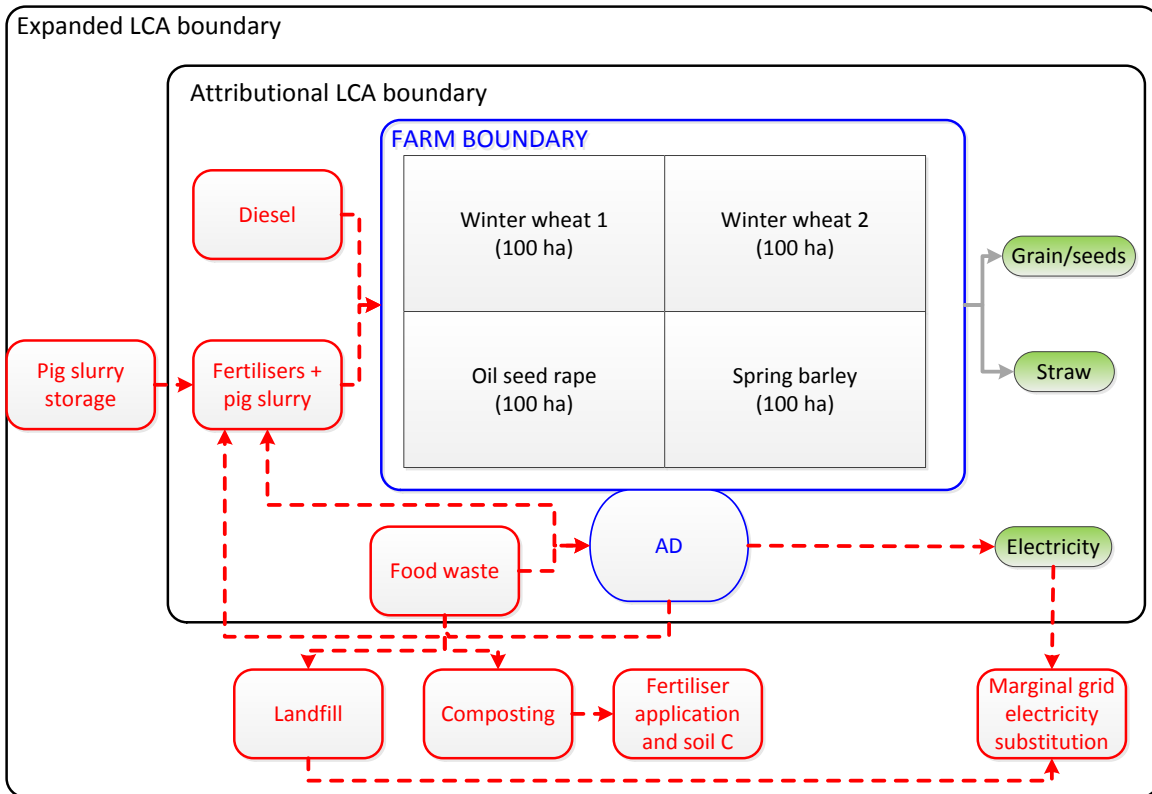 Expanded LCA boundary
Attributional LCA boundary
FARM BOUNDARY
Diesel
Winter wheat 1
(100 ha)
Winter wheat 2
(100 ha)
Grain/seeds
Pig slurry
storage
Fertilisers +
pig slurry
Oil seed rape
(100 ha)
Spring barley
(100 ha)
Straw
Food waste
AD
Electricity
Landfill
Composting
Fertiliser
application
and soil C
Marginal grid
electricity
substitution